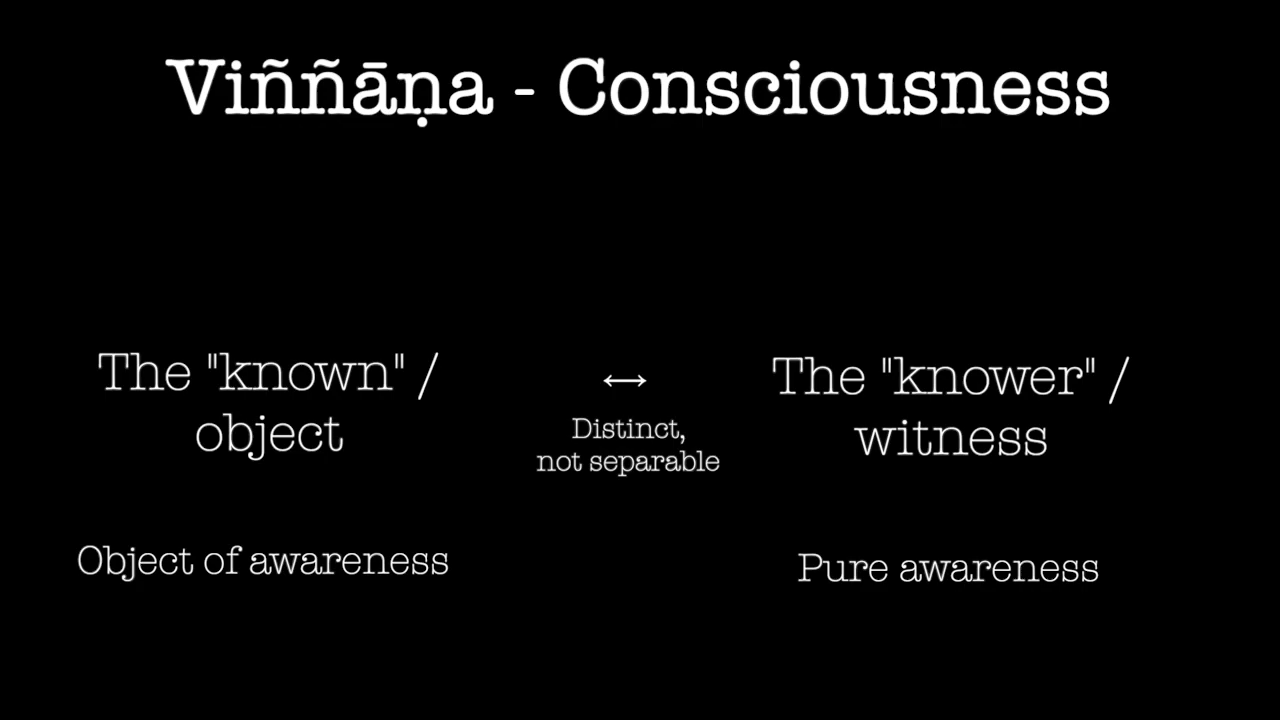 Viññāṇa - Consciousness
The "known" /
object
↔
Distinct,
not separable
The "knower" /
witness
Object of awareness
Pure awareness